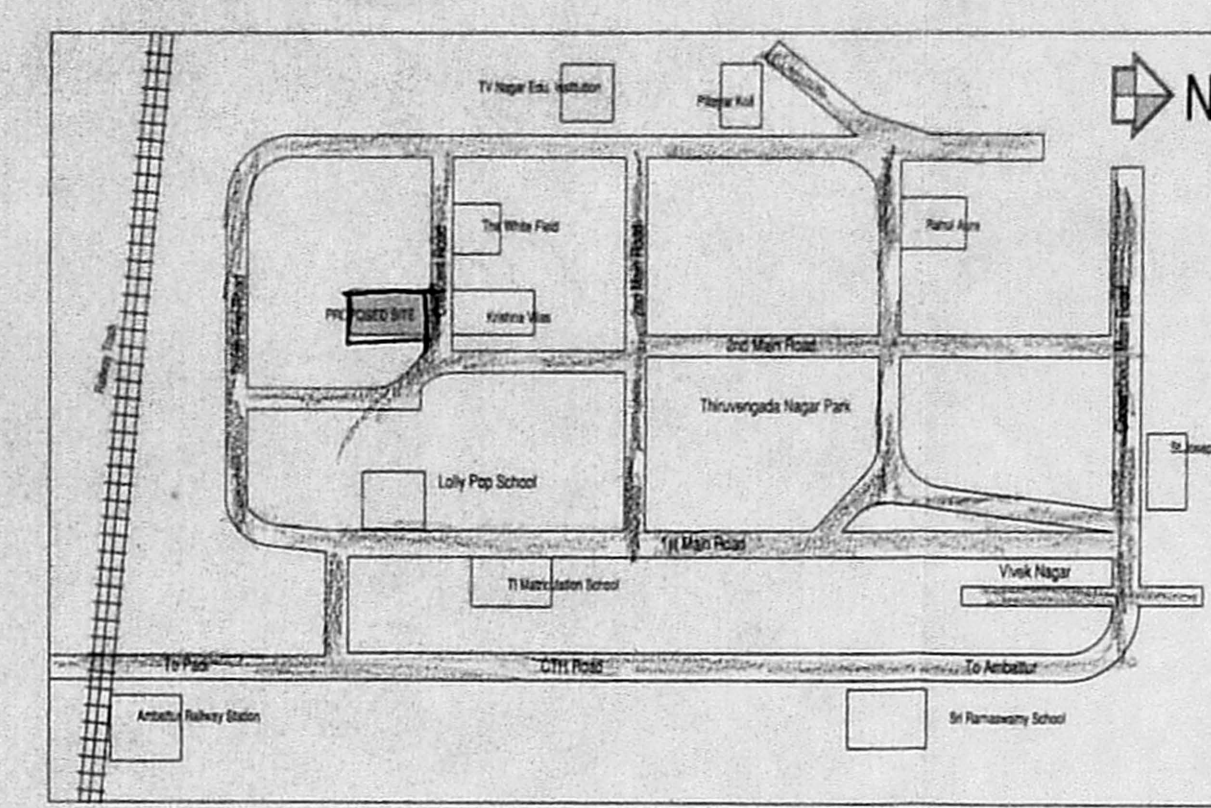 N
TV Nagar Edu. Institution
Pillayar Koil
The White Field
Rahul Apts
2nd Main Road
PROPOSED SITE
Krishna Vilas
2nd Main Road
Railway Track
Thiruvengada Nagar Park
Lolly Pop School
1st Main Road
Vivek Nagar
TI Matriculation School
To Padi
CTH Road
To Ambattur
Ambattur Railway Station
Sri Ramaswamy School